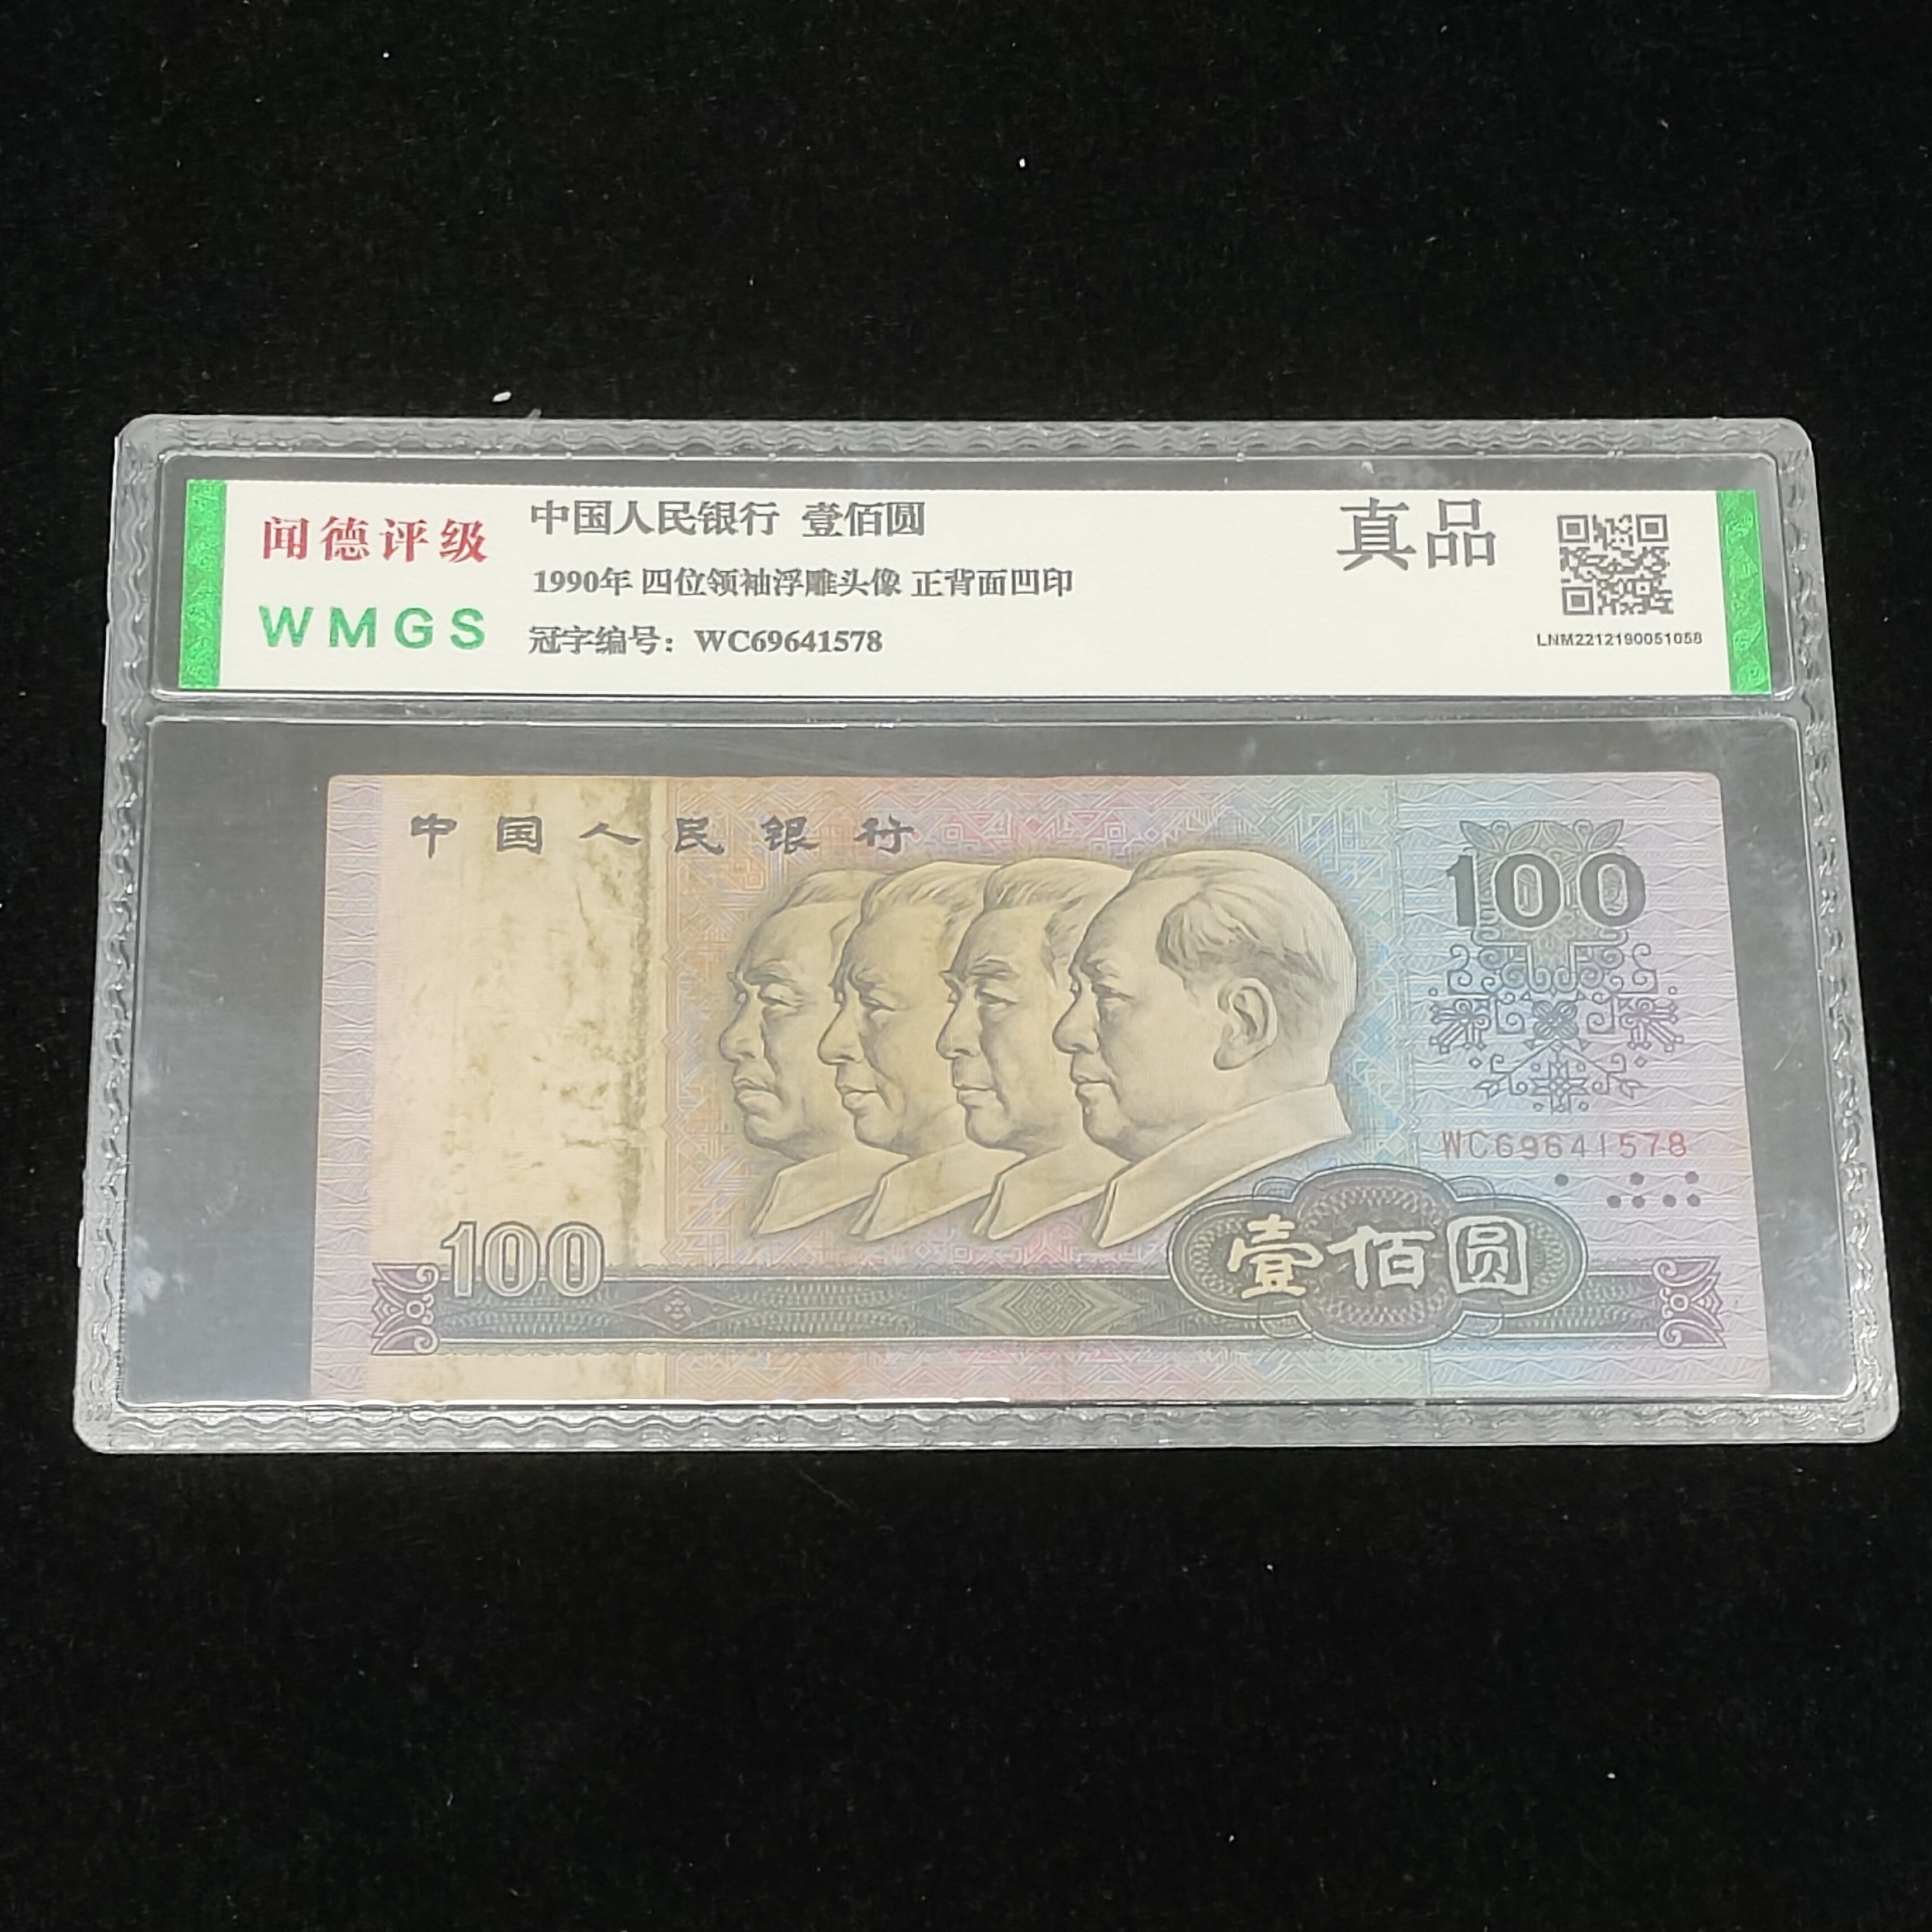 闻德评级
WMGS
中国人民银行 壹佰圆
1990年 四位领袖浮雕头像 正背面凹印
冠字编号：WC69641578
真品
LNM2212190051058
中国人民银行
100
WC69641578
100
壹佰圆